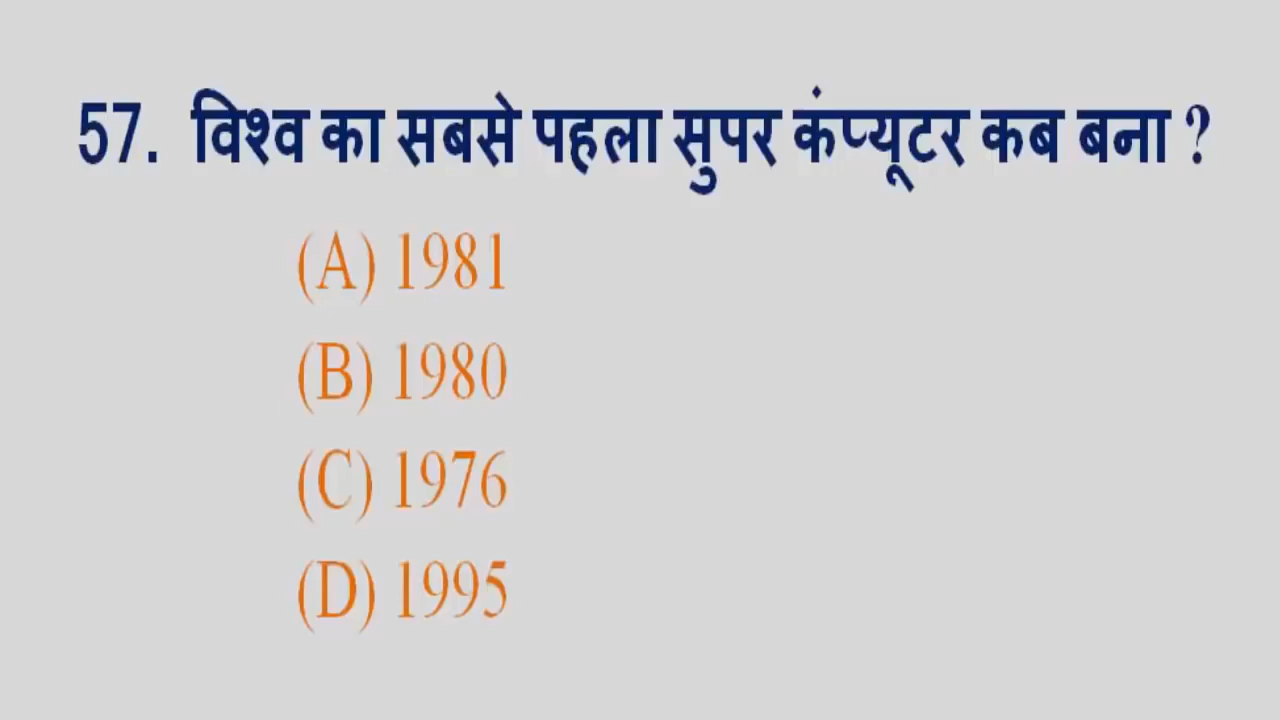 57. विश्व का सबसे पहला सुपर कंप्यूटर कब बना ?
(A) 1981
(B) 1980
(C) 1976
(D) 1995